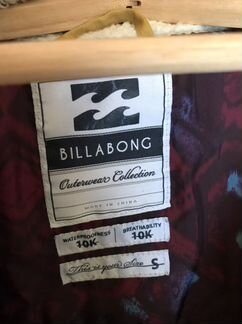 BILLABONG
Outerwear Collection
MADE IN CHINA
WATERPROOFNESS BREATHABILITY
10K 10K
This is your Size S